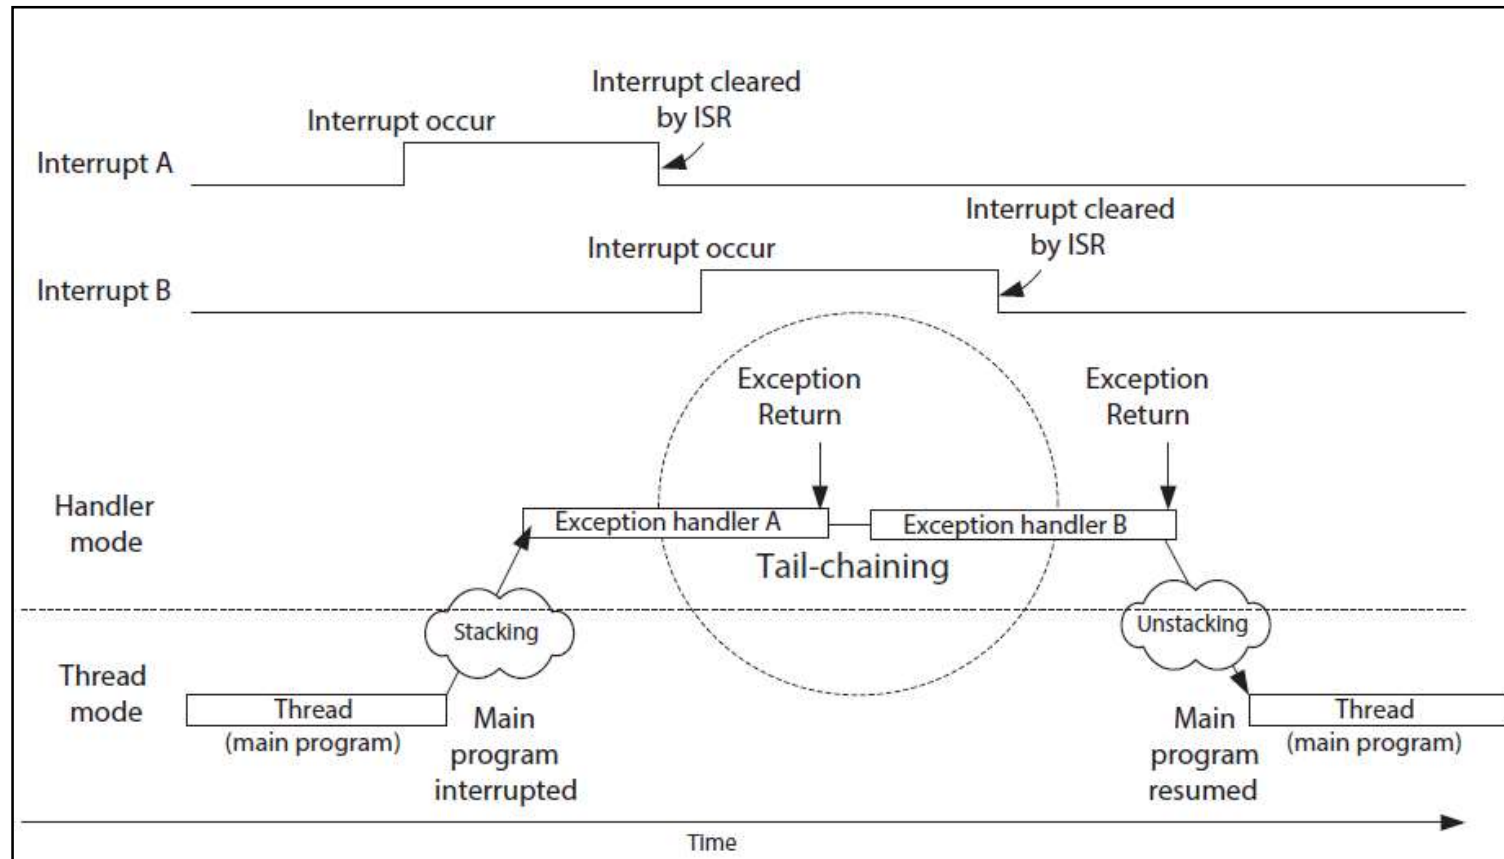 Interrupt cleared
by ISR
Interrupt occur
Interrupt A
Interrupt cleared
by ISR
Interrupt occur
Interrupt B
Exception
Return
Exception
Return
Handler
mode
Exception handler A
Exception handler B
Tail-chaining
Stacking
Unstacking
Thread
mode
Thread
(main program)
Main
program
interrupted
Main
program
resumed
Thread
(main program)
Time